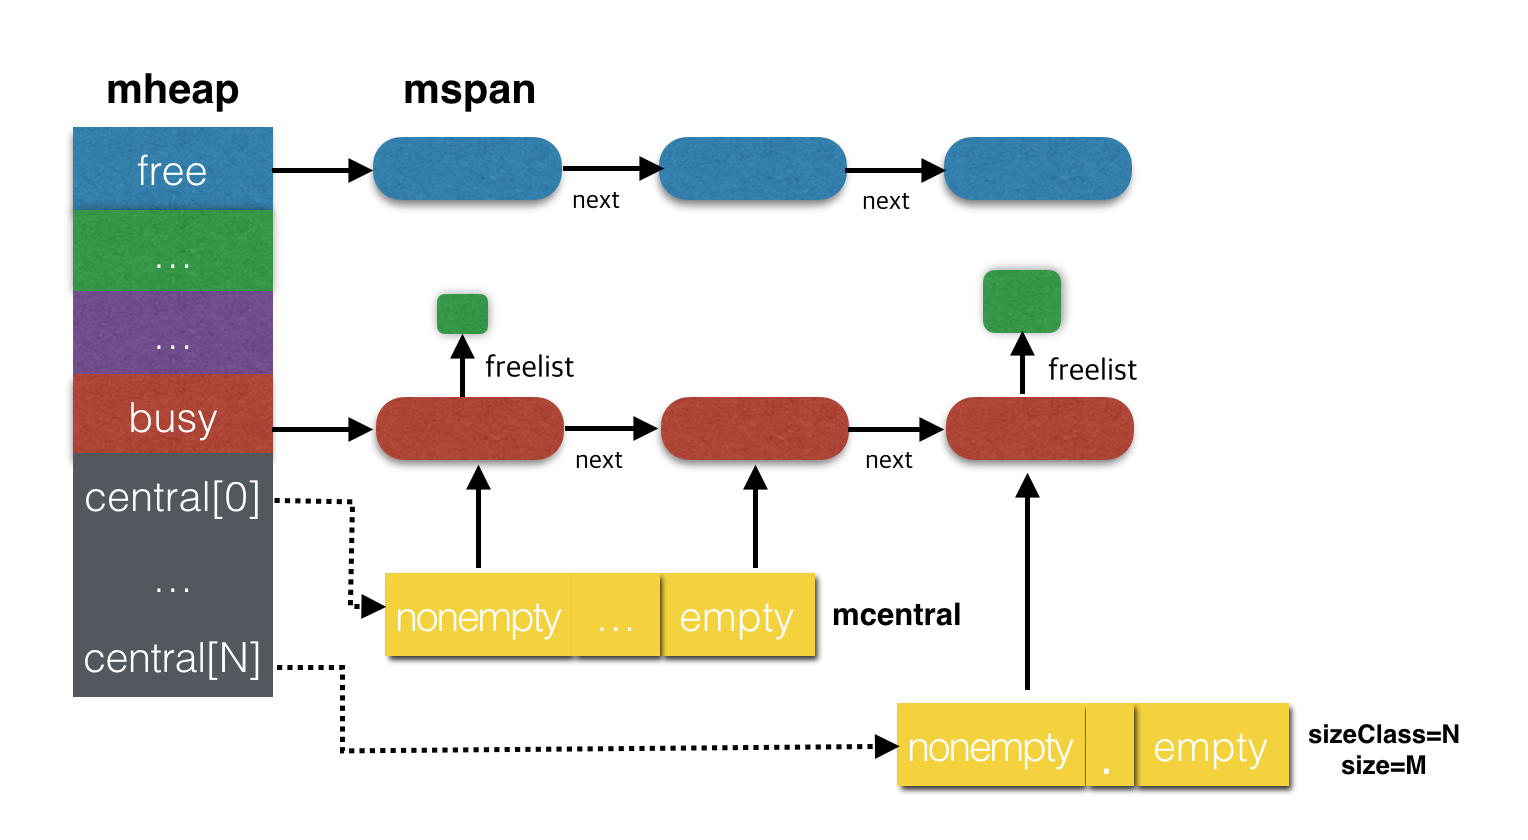 mheap
mspan
free
next
next
...
...
freelist
freelist
busy
next
next
central[0]
...
central[N]
nonempty
...
empty
mcentral
nonempty
.
empty
sizeClass=N
size=M